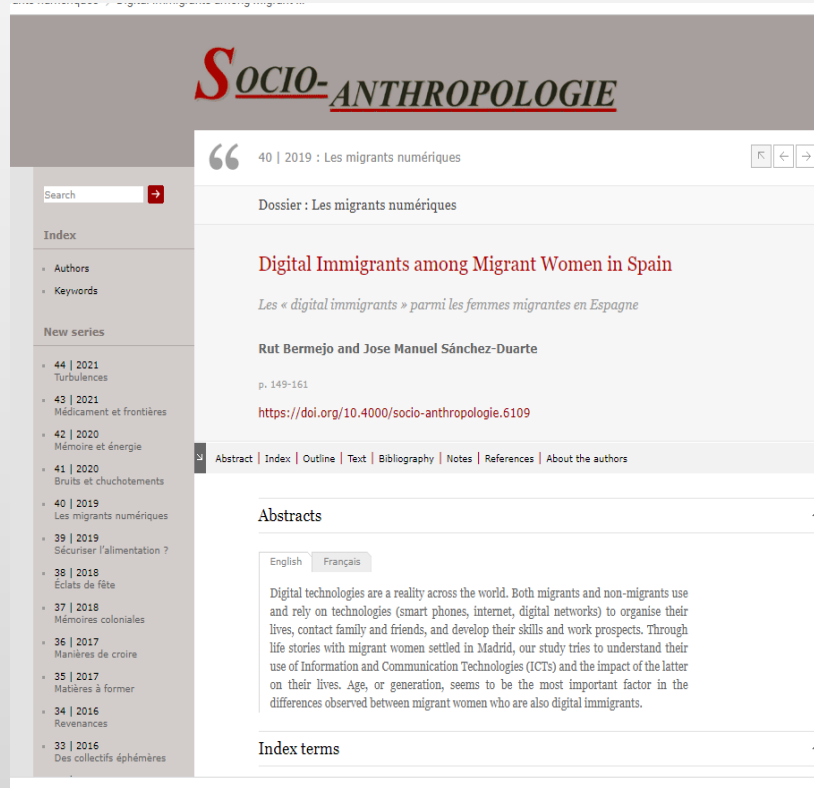 SOCIO-ANTHROPOLOGIE
40 | 2019 : Les migrants numériques
Dossier : Les migrants numériques
Digital Immigrants among Migrant Women in Spain
Les « digital immigrants » parmi les femmes migrantes en Espagne
Rut Bermejo and Jose Manuel Sánchez-Duarte
p. 149-161
https://doi.org/10.4000/socio-anthropologie.6109
Abstract | Index | Outline | Text | Bibliography | Notes | References | About the authors
Abstracts
English Français
Digital technologies are a reality across the world. Both migrants and non-migrants use
and rely on technologies (smart phones, internet, digital networks) to organise their
lives, contact family and friends, and develop their skills and work prospects. Through
life stories with migrant women settled in Madrid, our study tries to understand their
use of Information and Communication Technologies (ICTs) and the impact of the latter
on their lives. Age, or generation, seems to be the most important factor in the
differences observed between migrant women who are also digital immigrants.
Index terms
Search
Index
Authors
Keywords
New series
44 | 2021
Turbulences
43 | 2021
Médicament et frontières
42 | 2020
Mémoire et énergie
41 | 2020
Bruits et chuchotements
40 | 2019
Les migrants numériques
39 | 2019
Sécuriser l'alimentation ?
38 | 2018
Éclats de fête
37 | 2018
Mémoires coloniales
36 | 2017
Manières de croire
35 | 2017
Matières à former
34 | 2016
Revenances
33 | 2016
Des collectifs éphémères